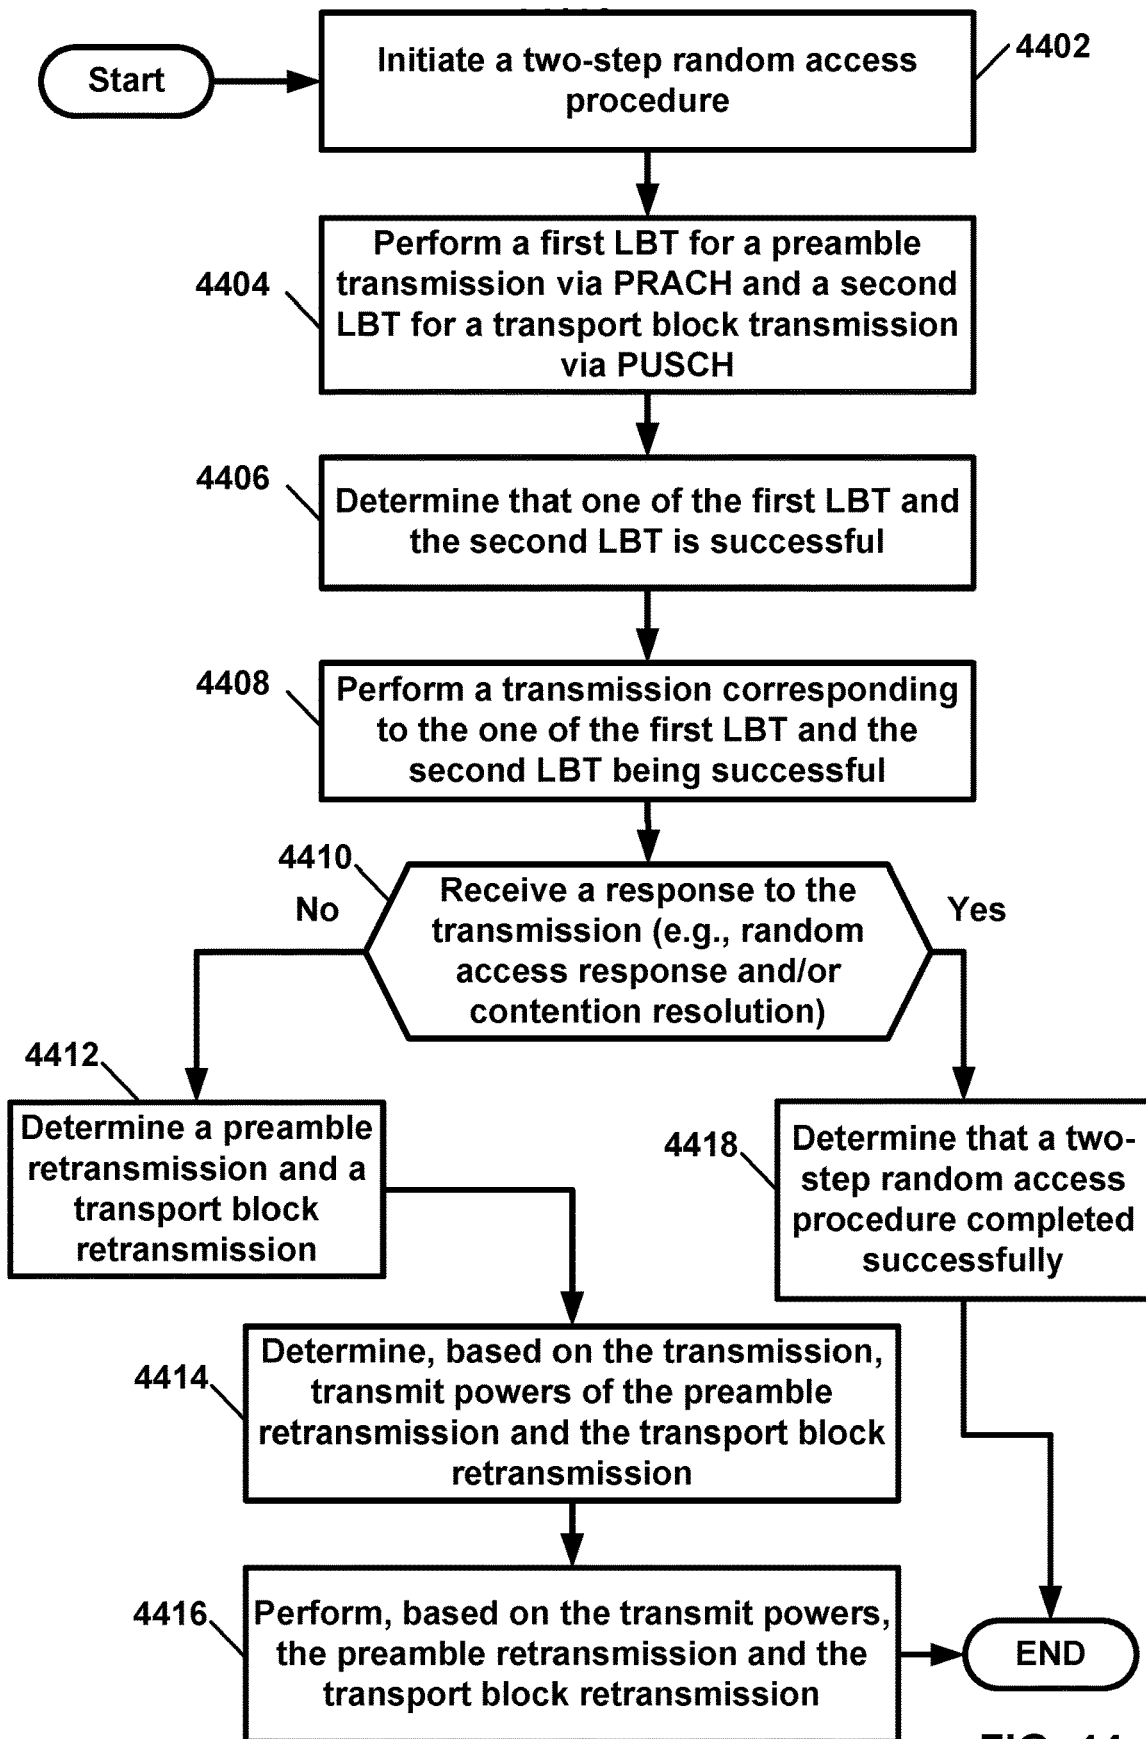 Start
Initiate a two-step random access
procedure
4402
4404
Perform a first LBT for a preamble
transmission via PRACH and a second
LBT for a transport block transmission
via PUSCH
4406
Determine that one of the first LBT and
the second LBT is successful
4408
Perform a transmission corresponding
to the one of the first LBT and the
second LBT being successful
4410
No
Receive a response to the
transmission (e.g., random
access response and/or
contention resolution)
Yes
4412
Determine a preamble
retransmission and a
transport block
retransmission
4418
Determine that a two-
step random access
procedure completed
successfully
4414
Determine, based on the transmission,
transmit powers of the preamble
retransmission and the transport block
retransmission
4416
Perform, based on the transmit powers,
the preamble retransmission and the
transport block retransmission
END